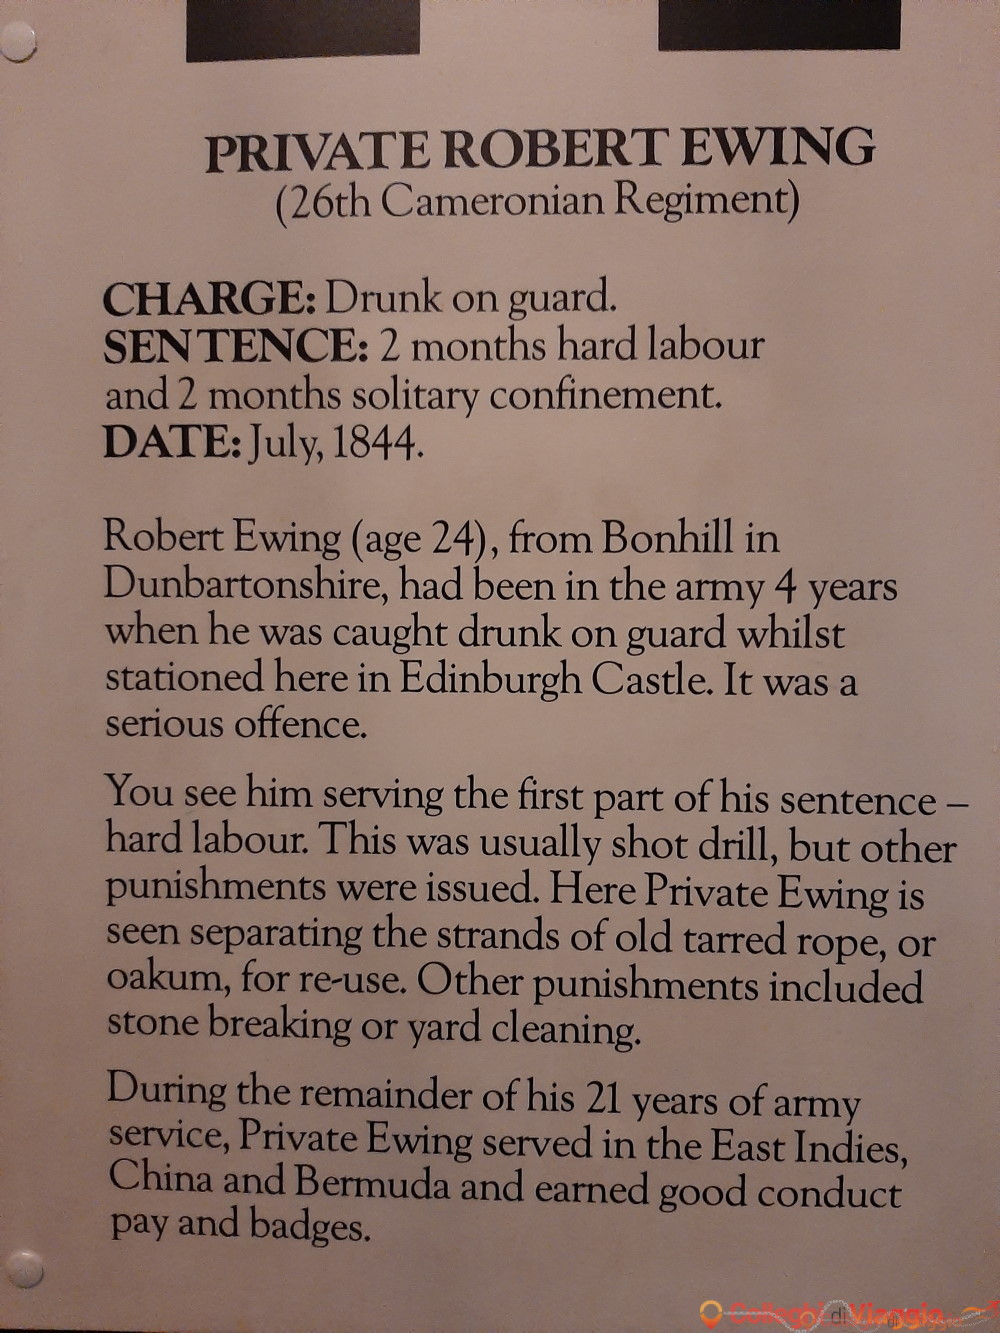 PRIVATE ROBERT EWING
(26th Cameronian Regiment)
CHARGE: Drunk on guard.
SENTENCE: 2 months hard labour
and 2 months solitary confinement.
DATE: July, 1844.
Robert Ewing (age 24), from Bonhill in
Dunbartonshire, had been in the army 4 years
when he was caught drunk on guard whilst
stationed here in Edinburgh Castle. It was a
serious offence.
You see him serving the first part of his sentence –
hard labour. This was usually shot drill, but other
punishments were issued. Here Private Ewing is
seen separating the strands of old tarred rope, or
oakum, for re-use. Other punishments included
stone breaking or yard cleaning.
During the remainder of his 21 years of army
service, Private Ewing served in the East Indies,
China and Bermuda and earned good conduct
pay and badges.
di Viaggio